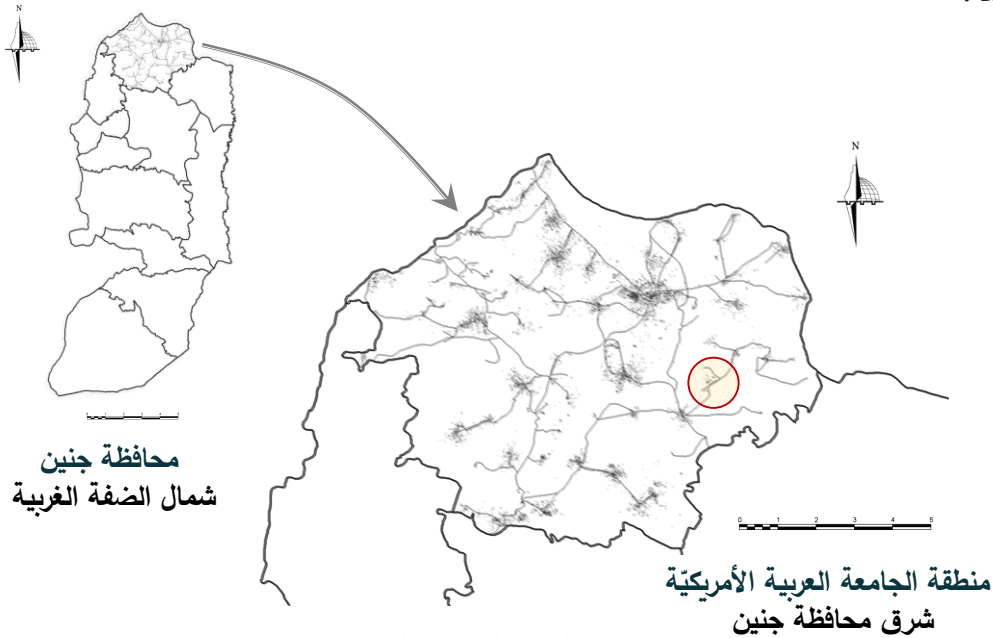 N
N
محافظة جنين
شمال الضفة الغربية
0 1 2 3 4 5
منطقة الجامعة العربية الأمريكيّة
شرق محافظة جنين